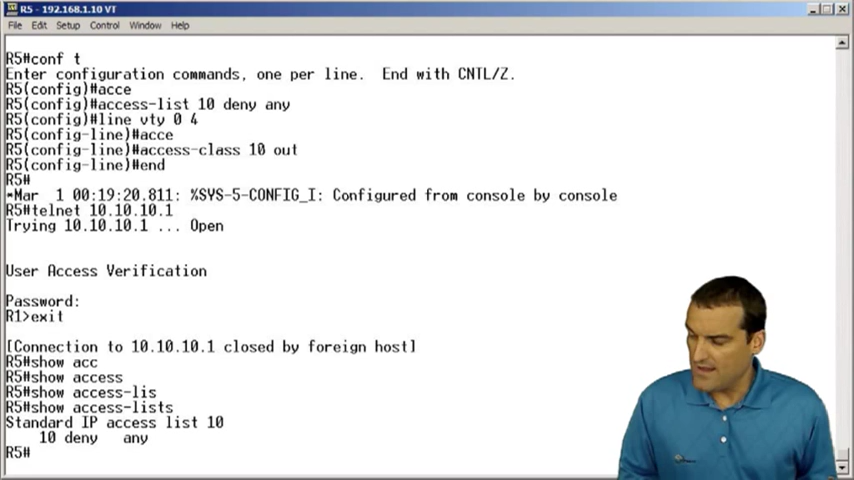 R5 - 192.168.1.10 VT
File Edit Setup Control Window Help
R5#conf t
Enter configuration commands, one per line.  End with CNTL/Z.
R5(config)#acce
R5(config)#access-list 10 deny any
R5(config)#line vty 0 4
R5(config-line)#acce
R5(config-line)#access-class 10 out
R5(config-line)#end
R5#
*Mar  1 00:19:20.811: %SYS-5-CONFIG_I: Configured from console by console
R5#telnet 10.10.10.1
Trying 10.10.10.1 ... Open
User Access Verification
Password:
R1>exit
[Connection to 10.10.10.1 closed by foreign host]
R5#show acc
R5#show access
R5#show access-lis
R5#show access-lists
Standard IP access list 10
    10 deny   any
R5#